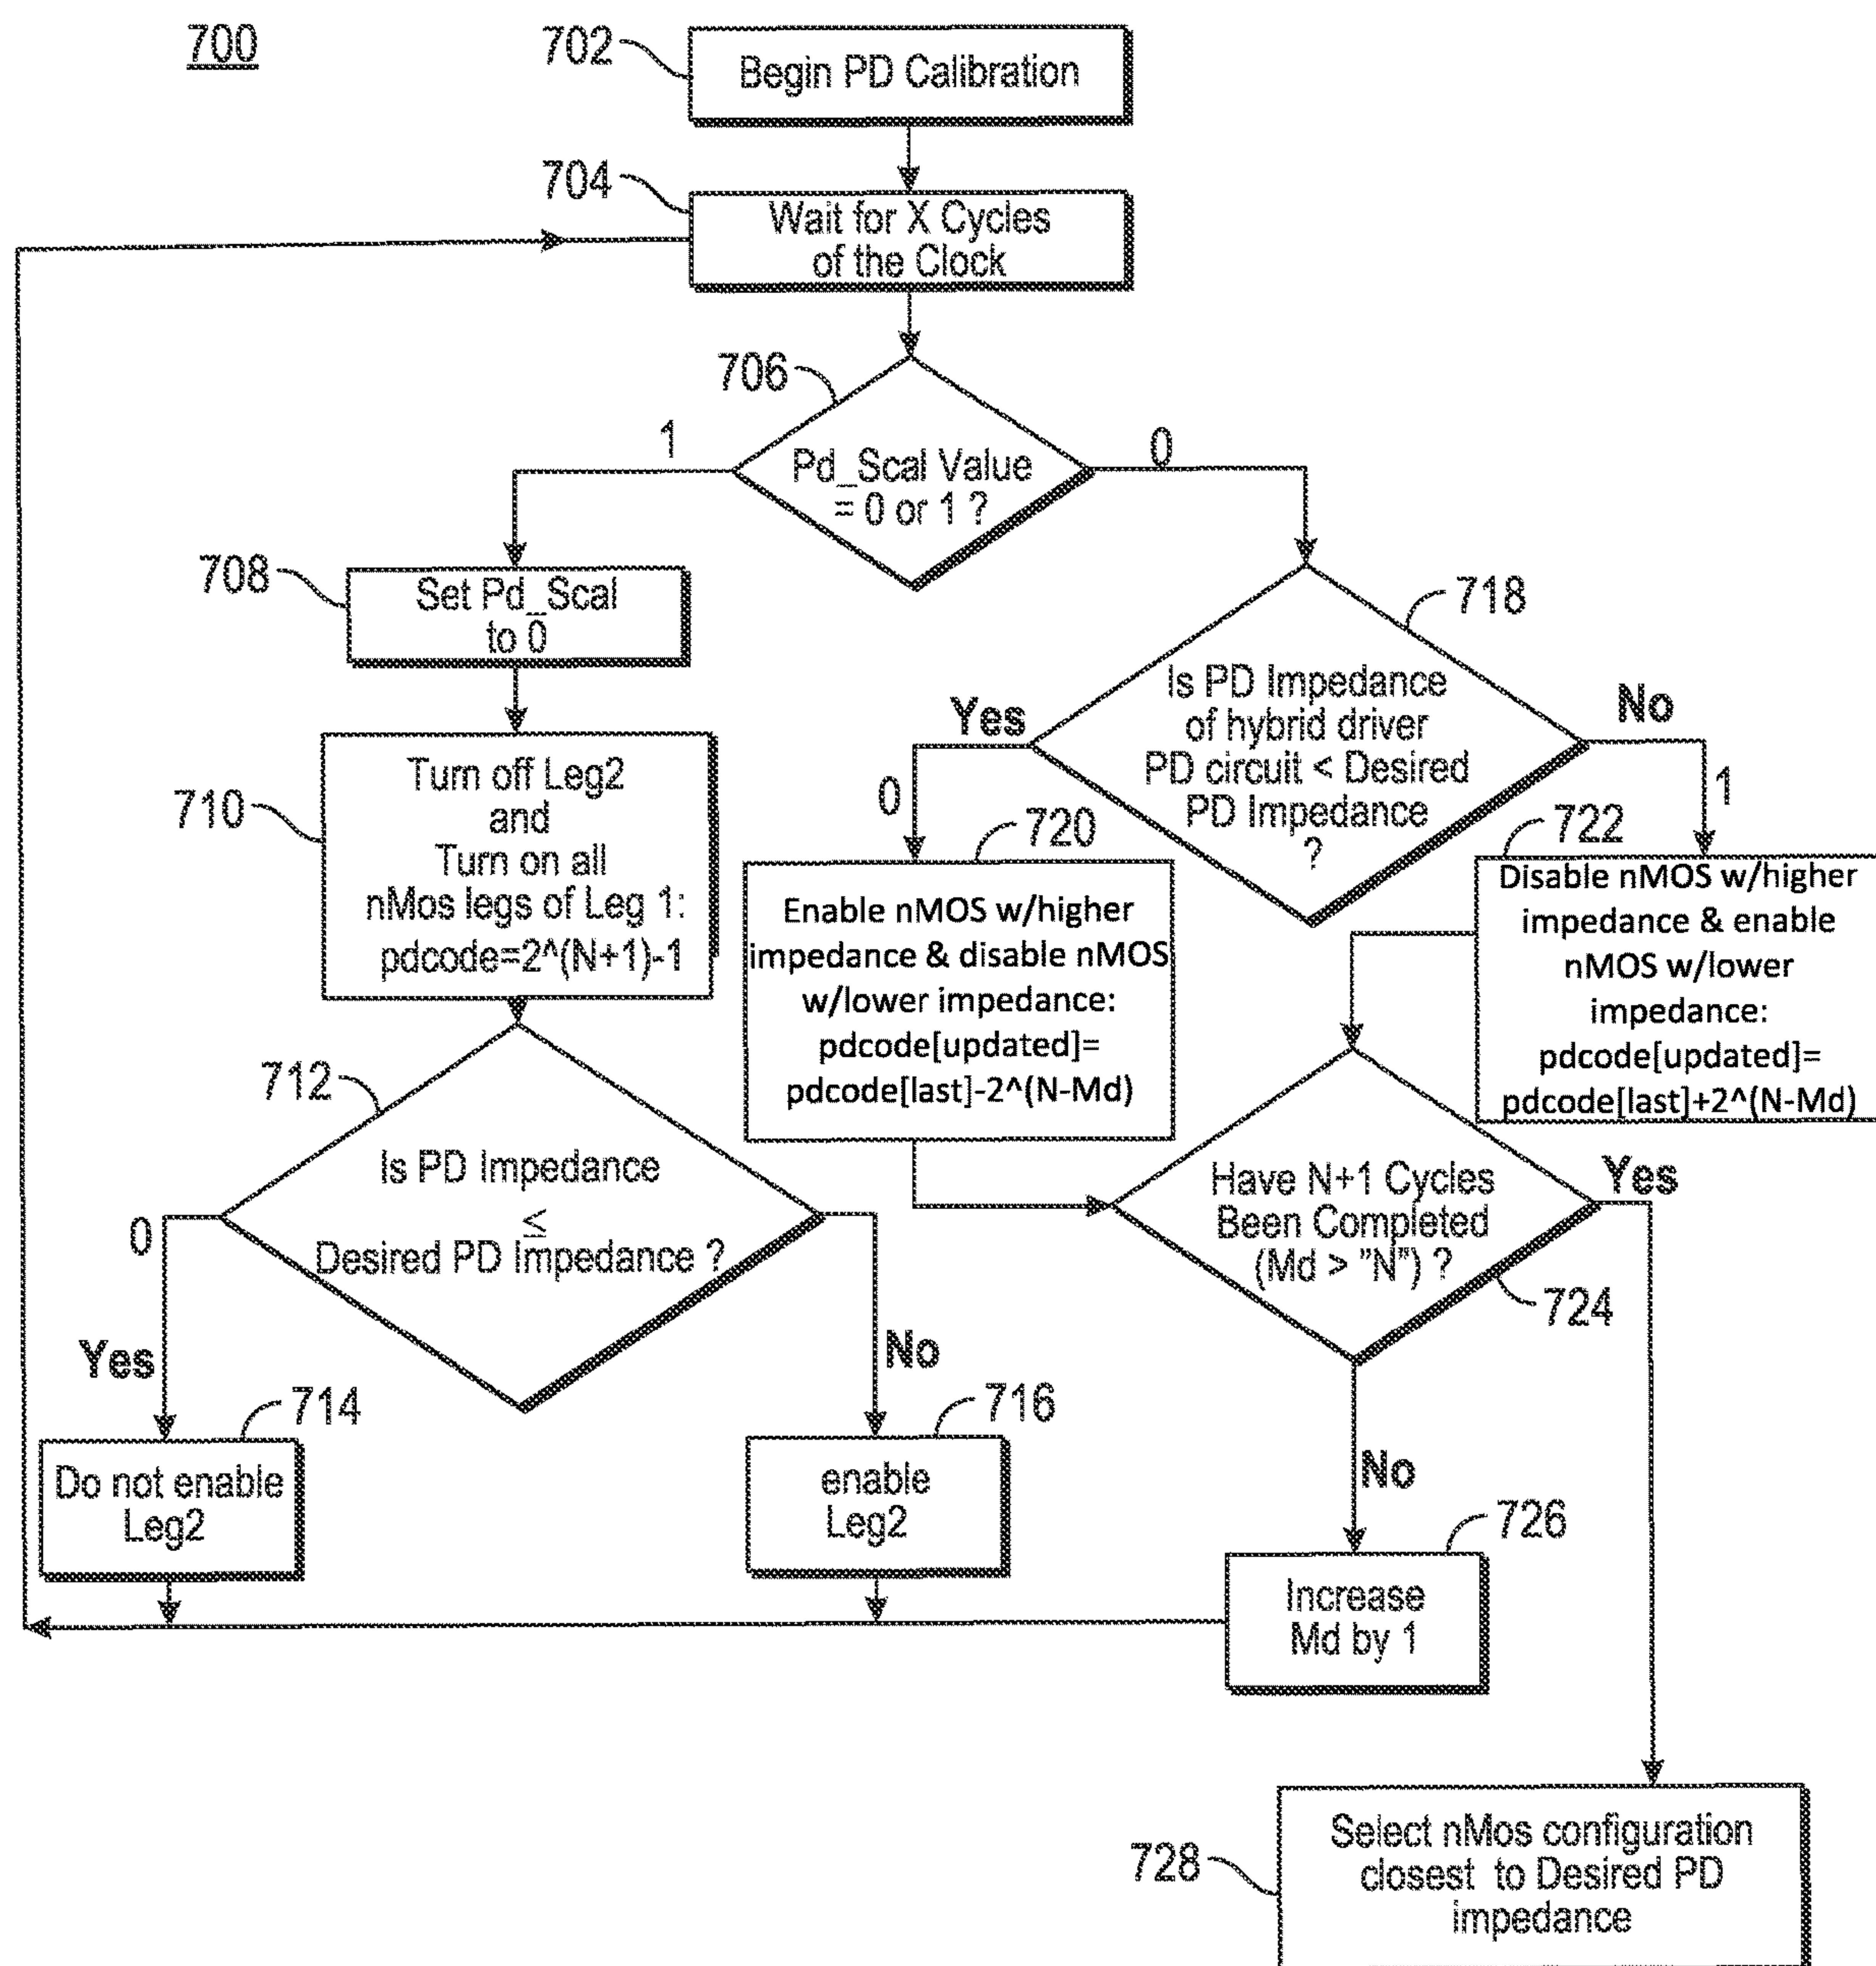 700
702
Begin PD Calibration
704
Wait for X Cycles
of the Clock
706
Pd_Scal Value
= 0 or 1 ?
1
0
708
Set Pd_Scal
to 0
710
Turn off Leg2
and
Turn on all
nMos legs of Leg 1:
pdcode=2^(N+1)-1
712
Is PD Impedance
≤
Desired PD Impedance ?
0
Yes
No
714
Do not enable
Leg2
716
enable
Leg2
718
Is PD Impedance
of hybrid driver
PD circuit < Desired
PD Impedance
?
Yes
0
No
1
720
Enable nMOS w/higher
impedance & disable nMOS
w/lower impedance:
pdcode[updated]=
pdcode[last]-2^(N-Md)
722
Disable nMOS w/higher
impedance & enable
nMOS w/lower
impedance:
pdcode[updated]=
pdcode[last]+2^(N-Md)
Have N+1 Cycles
Been Completed
(Md > "N") ?
724
Yes
No
726
Increase
Md by 1
728
Select nMos configuration
closest to Desired PD
impedance